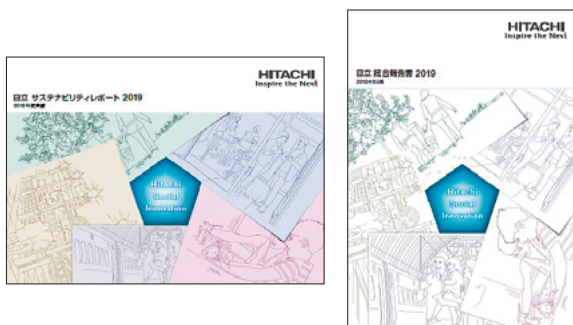 HITACHI
Inspire the Next
日立 サステナビリティレポート 2019
Hitachi
Social
Innovation
HITACHI
Inspire the Next
日立 統合報告書 2019
Hitachi
Social
Innovation